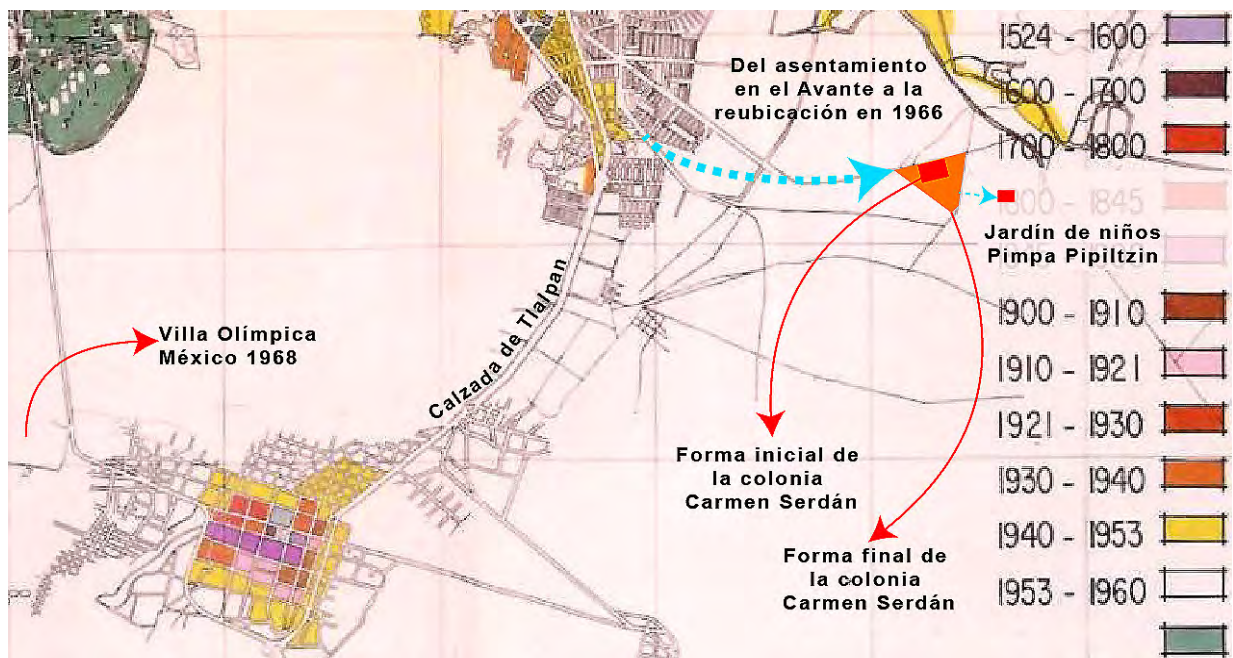 1524 - 1600
1600 - 1700
1700 - 1800
1800 - 1845
1900 - 1910
1910 - 1921
1921 - 1930
1930 - 1940
1940 - 1953
1953 - 1960
Del asentamiento
en el Avante a la
reubicación en 1966
Jardín de niños
Pimpa Pipiltzin
Calzada de Tlalpan
Villa Olímpica
México 1968
Forma inicial de
la colonia
Carmen Serdán
Forma final de
la colonia
Carmen Serdán